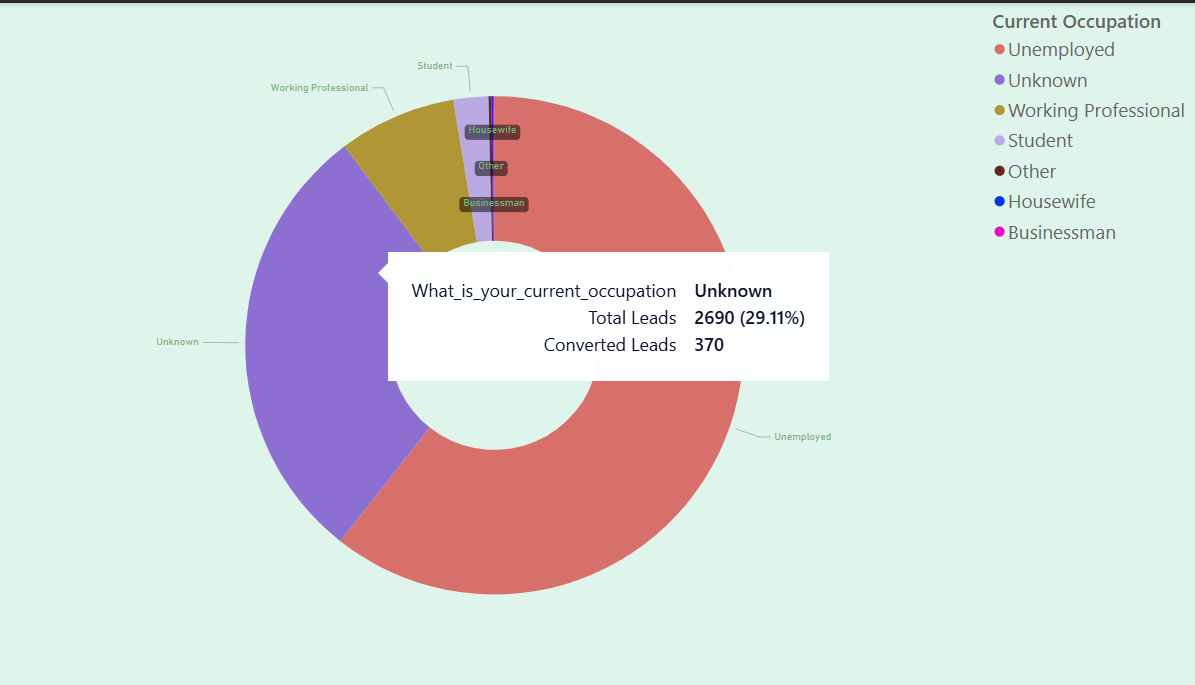 Current Occupation
Unemployed
Unknown
Working Professional
Student
Other
Housewife
Businessman
Student
Working Professional
Housewife
Other
Businessman
What_is_your_current_occupation Unknown
Total Leads 2690 (29.11%)
Converted Leads 370
Unknown
Unemployed